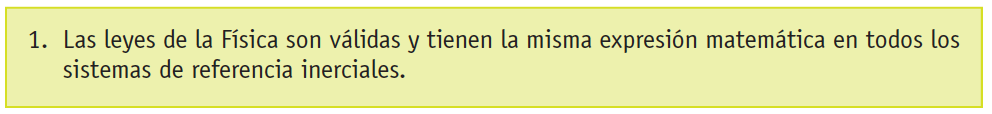 1. Las leyes de la Física son válidas y tienen la misma expresión matemática en todos los
sistemas de referencia inerciales.